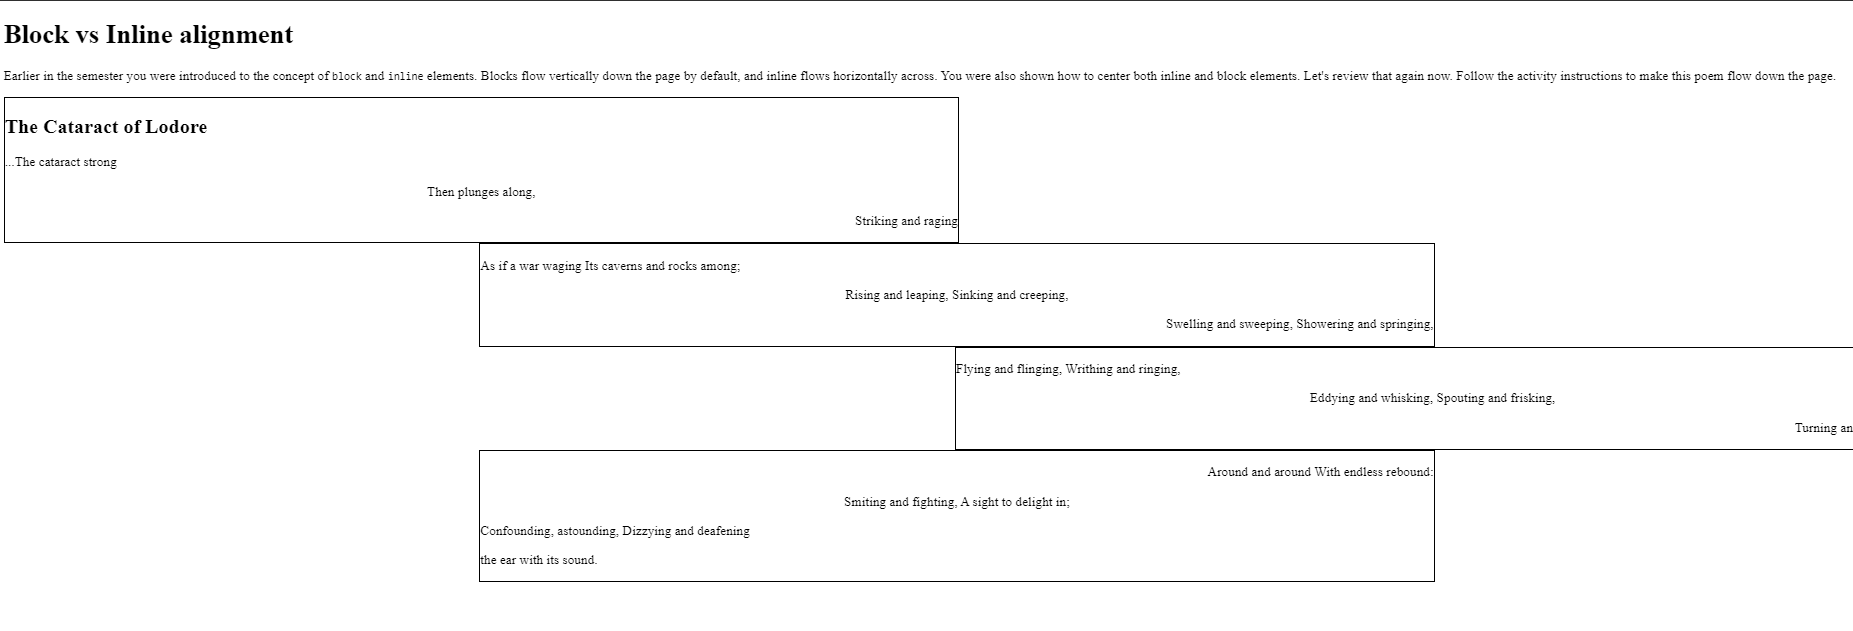 Block vs Inline alignment
Earlier in the semester you were introduced to the concept of block and inline elements. Blocks flow vertically down the page by default, and inline flows horizontally across. You were also shown how to center both inline and block elements. Let's review that again now. Follow the activity instructions to make this poem flow down the page.
The Cataract of Lodore
...The cataract strong
Then plunges along,
Striking and raging
As if a war waging Its caverns and rocks among;
Rising and leaping, Sinking and creeping,
Swelling and sweeping, Showering and springing,
Flying and flinging, Writhing and ringing,
Eddying and whisking, Spouting and frisking,
Turning an
Around and around With endless rebound:
Smiting and fighting, A sight to delight in;
Confounding, astounding, Dizzying and deafening
the ear with its sound.